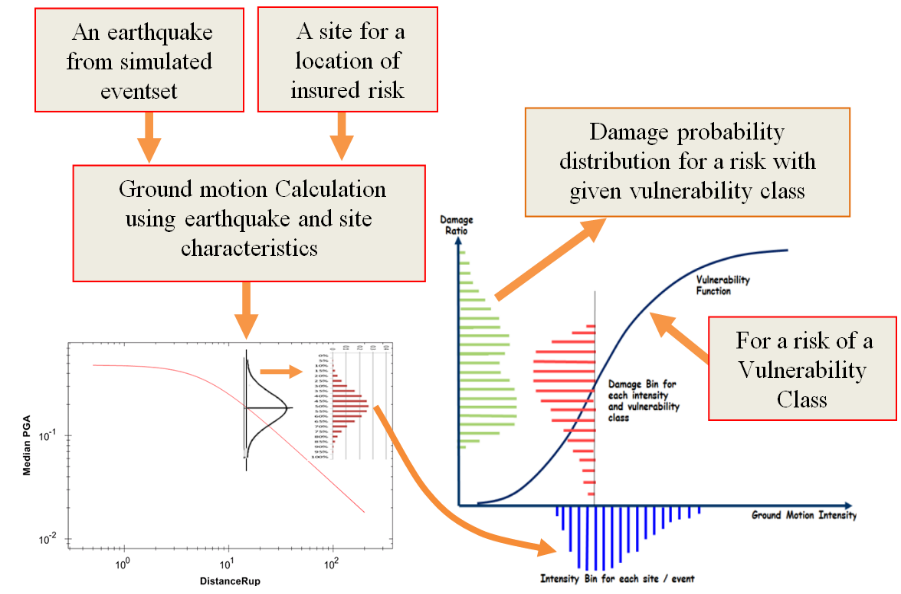 An earthquake
from simulated
eventset
A site for a
location of
insured risk
Ground motion Calculation
using earthquake and site
characteristics
Damage probability
distribution for a risk with
given vulnerability class
Damage
Ratio
Vulnerability
Function
For a risk of a
Vulnerability
Class
Damage Bin for
each intensity
and vulnerability
class
Ground Motion Intensity
Intensity Bin for each site / event
Median PGA
10⁻¹
10⁻²
10⁰
10¹
10²
DistanceRup